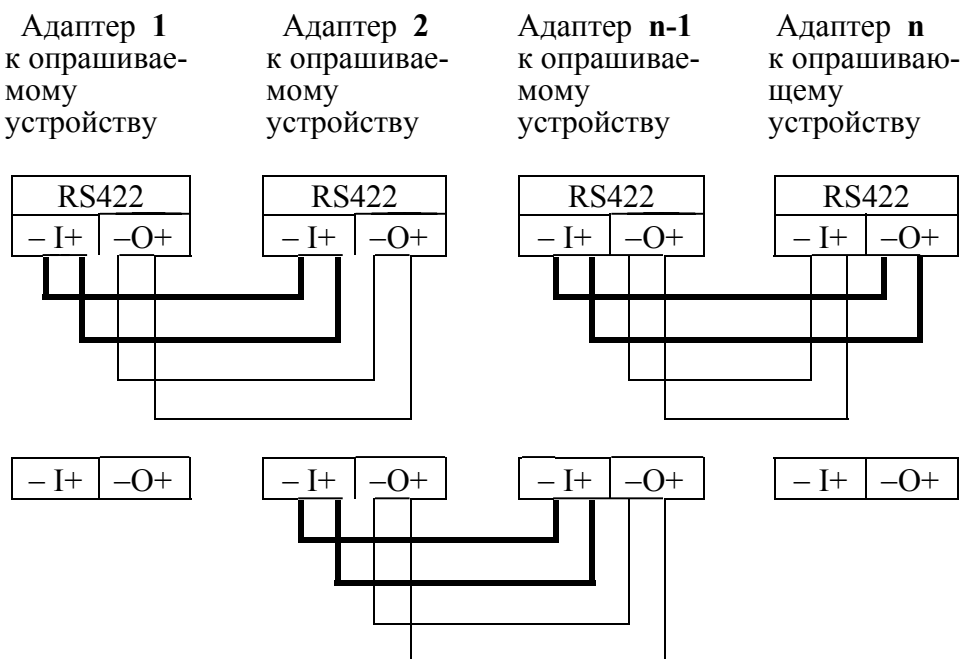 Адаптер 1
к опрашивае-
мому
устройству
Адаптер 2
к опрашивае-
мому
устройству
Адаптер n-1
к опрашивае-
мому
устройству
Адаптер n
к опрашиваю-
щему
устройству
RS422
RS422
RS422
RS422
– I+ –O+
– I+ –O+
– I+ –O+
– I+ –O+
– I+ –O+
– I+ –O+
– I+ –O+
– I+ –O+